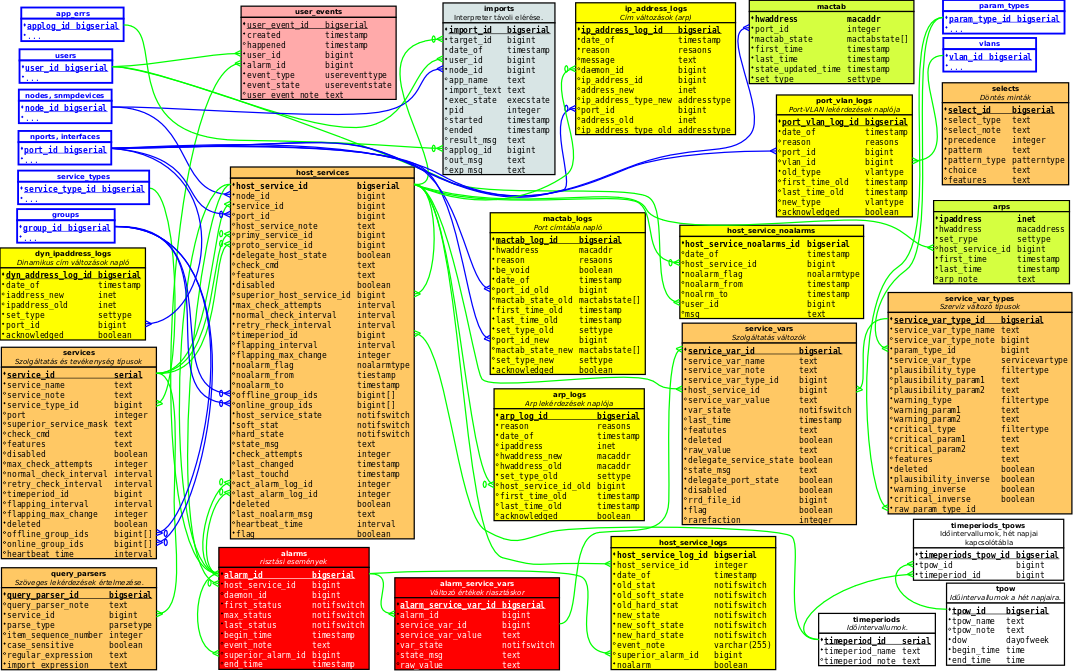 app_errs
*applog_id bigserial
*...
users
*user_id bigserial
*...
nodes, snmpdevices
*node_id bigserial
*...
nports, interfaces
*port_id bigserial
*...
service_types
*service_type_id bigserial
*...
groups
*group_id bigserial
*...
dyn_ipaddress_logs
Dinamikus cím változások napló
*dyn_address_log_id bigserial
*date_of timestamp
*iaddress_new inet
*ipaddress_old inet
*set_type settype
*port_id bigint
*acknowledged boolean
services
Szolgáltatás és tevékenység típusok
*service_id serial
*service_name text
°service_note text
*service_type_id bigint
°port integer
°superior_service_mask text
°check_cmd text
°features text
*disabled boolean
°max_check_attempts integer
°normal_check_interval interval
°retry_check_interval interval
*timeperiod_id bigint
°flapping_interval interval
°flapping_max_change integer
*deleted boolean
°offline_group_ids bigint[]
°online_group_ids bigint[]
°heartbeat_time interval
query_parsers
Szöveges lekérdezések értelmezése.
*query_parser_id bigserial
°query_parser_note text
*service_id bigint
*parse_type parsetype
°item_sequence_number integer
*case_sensitive boolean
*regular_expression text
*import_expression text
user_events
*user_event_id bigserial
*created timestamp
°happened timestamp
*user_id bigint
*alarm_id bigint
*event_type usereventtype
*event_state usereventstate
°user_event_note text
host_services
*host_service_id bigserial
*node_id bigint
*service_id bigint
°port_id bigint
°host_service_note text
*primy_service_id bigint
*proto_service_id bigint
*delegate_host_state boolean
°check_cmd text
°features text
*disabled boolean
°superior_host_service_id bigint
°max_check_attempts interval
°normal_check_interval interval
°retry_rheck_interval interval
°timeperiod_id bigint
°flapping_interval interval
°flapping_max_change integer
*noalarm_flag noalarmtype
°noalarm_from tiestamp
°noalarm_to timestamp
°offline_group_ids bigint[]
°online_group_ids bigint[]
*host_service_state notifswitch
*soft_stat notifswitch
*hard_state notifswitch
°state_msg text
*check_attempts integer
°last_changed timestamp
°last_touchd timestamp
°act_alarm_log_id integer
°last_alarm_log_id integer
*deleted boolean
°last_noalarm_msg text
°heartbeat_time interval
*flag boolean
alarms
risztási események
*alarm_id bigserial
*host_service_id bigint
*daemon_id bigint
*first_status notifswitch
*max_status notifswitch
*last_status notifswitch
*begin_time timestamp
*event_note text
°superior_alarm_id bigint
°end_time timestamp
alarm_service_vars
Változó értékek riasztáskor
*alarm_service_var_id bigserial
*alarm_id bigint
*service_var_id bigint
°service_var_value text
*var_state notifswitch
°state_msg text
°raw_value text
imports
Interpreter távoli elérése.
*import_id bigserial
°target_id bigint
*date_of timestamp
°user_id bigint
°node_id bigint
°app_name text
*import_text text
*exec_state execstate
°pid integer
°started timestamp
°ended timestamp
°result_msg text
°applog_id bigint
°out_msg text
°exp_msg text
mactab_logs
Port címtábla napló
*mactab_log_id bigserial
*hwaddress macaddr
*reason reasons
*be_void boolean
*date_of timestamp
°port_id_old bigint
°mactab_state_old mactabstate[]
°first_time_old timestamp
°last_time_old timestamp
°set_type_old settype
°port_id_new bigint
°mactab_state_new mactabstate[]
°set_type_new settype
*acknowledged boolean
arp_logs
Arp lekérdezések naplója
*arp_log_id bigserial
*reason reasons
*date_of timestamp
°ipaddress inet
°hwaddress_new macaddr
°hwaddress_old macaddr
°set_type_old settype
°host_service_id_old bigint
°first_time_old timestamp
°last_time_old timestamp
*acknowledged boolean
ip_address_logs
Cím változások (arp)
*ip_address_log_id bigserial
*date_of timestamp
*reason resaons
°message text
°daemon_id bigint
°ip_address_id bigint
°address_new inet
°ip_address_type_new addresstype
°port_id bigint
°address_old inet
°ip_address_type_old addresstype
host_service_noalarms
*host_service_noalarms_id bigserial
*date_of timestamp
°host_service_id bigint
*noalarm_flag noalarmtype
°noalarm_from timestamp
°noalrm_to timestamp
°user_id bigint
°msg text
service_vars
Szolgáltatás változók
*service_var_id bigserial
*service_var_name text
°service_var_note text
*service_var_type_id bigint
*host_service_id bigint
°service_var_value text
*var_state notifswitch
°last_time timestamp
°features text
*deleted boolean
°raw_value text
*delegate_service_state boolean
°state_msg text
*delegate_port_state boolean
*disabled boolean
°rrd_file_id bigint
*flag boolean
*rarefaction integer
host_service_logs
*host_service_log_id bigserial
*host_service_id integer
*date_of timestamp
*old_stat notifswitch
*old_soft_state notifswitch
*old_hard_stat notifswitch
*new_state notifswitch
*new_soft_state notifswitch
*new_hard_state notifswitch
°event_note varchar(255)
°superior_alarm_id bigint
*noalarm boolean
mactab
*hwaddress macaddr
*port_id integer
*mactab_state mactabstate[]
*first_time timestamp
*last_time timestamp
*state_updated_time timestamp
*set_type settype
port_vlan_logs
Port-VLAN lekérdezések naplója
*port_vlan_log_id bigserial
*date_of timestamp
*reason reasons
*port_id bigint
*vlan_id bigint
°old_type vlantype
°first_time_old timestamp
°last_time_old timestamp
°new_type vlantype
*acknowledged boolean
param_types
*param_type_id bigserial
*...
vlans
*vlan_id bigserial
*...
selects
Döntés minták
*select_id bigserial
*select_type text
°select_note text
*precedence integer
°patterm text
*pattern_type patterntype
*choice text
°features text
arps
*ipaddress inet
*hwaddress macaddress
*set_rype settype
°host_service_id bigint
*first_time timestamp
*last_time timestamp
°arp_note text
service_var_types
Szerviz változó típusok
*service_var_type_id bigserial
*service_var_type_name text
°service_var_type_note bigint
*param_type_id bigint
°service_var_type servicevartype
°plausibility_type filtertype
°plausibility_param1 text
°plausibility_param2 text
°warning_type filtertype
°warning_param1 text
°warning_param2 text
°critical_type filtertype
°critical_param1 text
°critical_param2 text
°features text
*deleted boolean
*plausibility_inverse boolean
*warning_inverse boolean
*critical_inverse boolean
*raw_param_type_id
timeperiods_tpows
Időintervallumok, hét napjai
kapcsolótábla
*timeperiods_tpow_id bigserial
°tpow_id bigint
°timeperiod_id bigint
tpow
Időintervallumok a hét napjaira.
*tpow_id bigserial
*tpow_name text
°tpow_note text
*dow dayofweek
*begin_time time
*end_time time
timeperiods
Időintervallumok.
*timeperiod_id serial
*timeperiod_name text
°timeperiod_note text